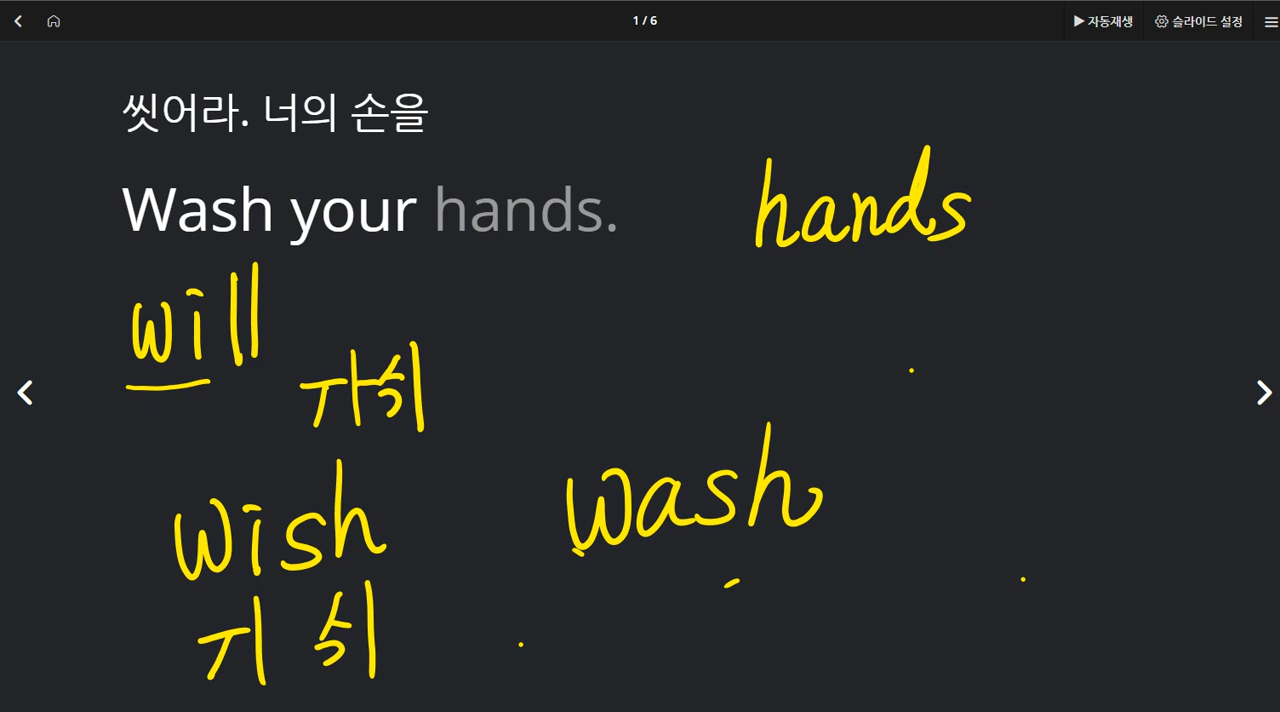 1 / 6
자동재생
슬라이드 설정
씻어라. 너의 손을
Wash your hands.
hands
will
wish
wash